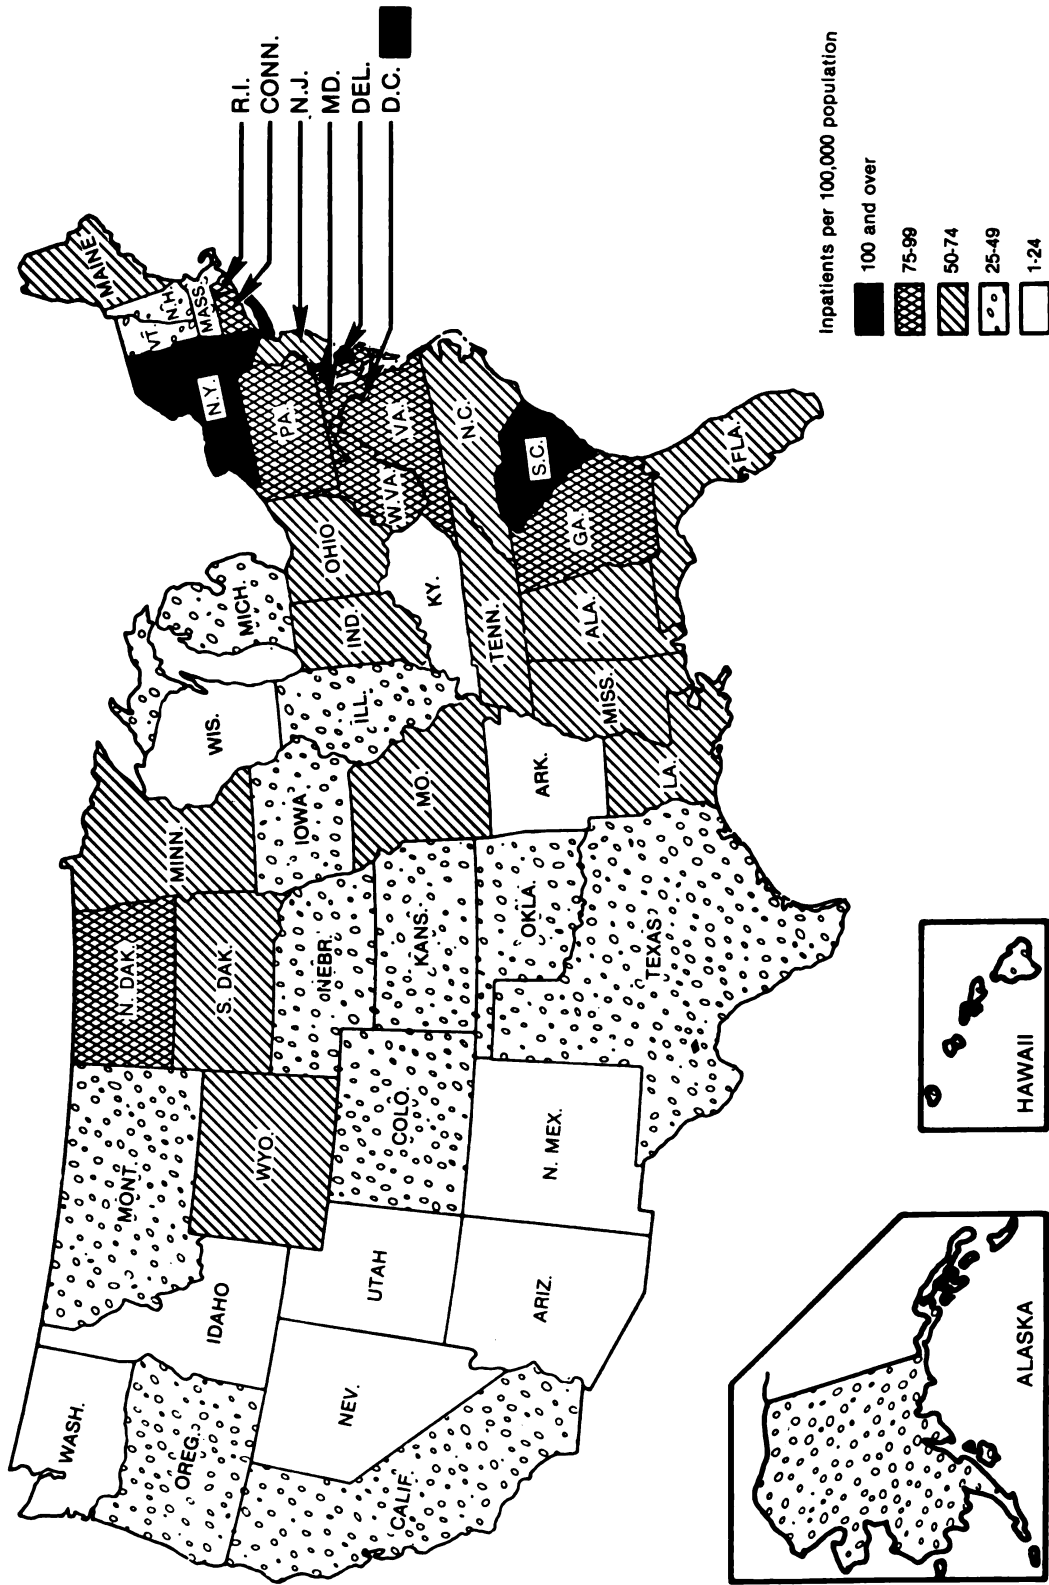 WASH.
OREG.
CALIF.
NEV.
IDAHO
MONT.
WYO.
UTAH
ARIZ.
COLO.
N. MEX.
N. DAK.
S. DAK.
NEBR.
KANS.
OKLA.
TEXAS
MINN.
IOWA
MO.
ARK.
LA.
WIS.
ILL.
MICH.
IND.
OHIO
KY.
TENN.
MISS.
ALA.
GA.
FLA.
S.C.
N.C.
VA.
W.VA.
PA.
N.Y.
VT.
N.H.
MAINE
MASS.
R.I.
CONN.
N.J.
MD.
DEL.
D.C.
ALASKA
HAWAII
Inpatients per 100,000 population
100 and over
75-99
50-74
25-49
1-24